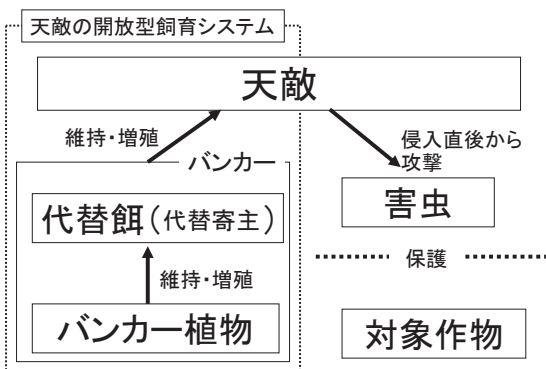 天敵の開放型飼育システム
天敵
維持・増殖
侵入直後から
攻撃
バンカー
代替餌(代替寄主)
害虫
保護
維持・増殖
バンカー植物
対象作物